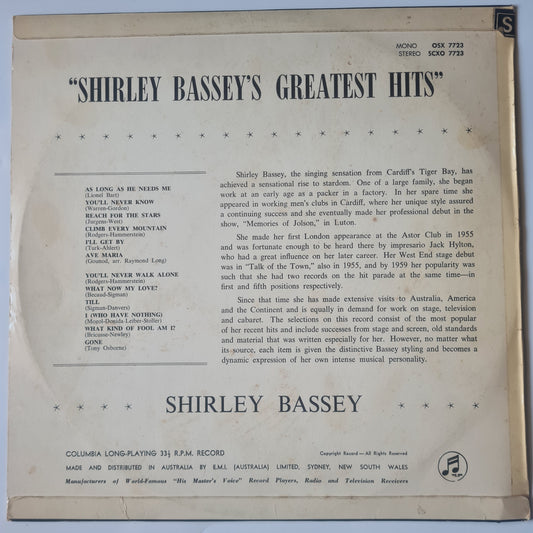 S
MONO OSX 7723
STEREO SCXO 7723
"SHIRLEY BASSEY'S GREATEST HITS"
AS LONG AS HE NEEDS ME
(Lionel Bart)
YOU'LL NEVER KNOW
(Warren-Gordon)
REACH FOR THE STARS
(Jurgens-West)
CLIMB EVERY MOUNTAIN
(Rodgers-Hammerstein)
I'LL GET BY
(Turk-Ahlert)
AVE MARIA
(Gounod, arr. Raymond Long)
YOU'LL NEVER WALK ALONE
(Rodgers-Hammerstein)
WHAT NOW MY LOVE?
(Becaud-Sigman)
TILL
(Sigman-Danvers)
I (WHO HAVE NOTHING)
(Mogol-Donida-Leiber-Stoller)
WHAT KIND OF FOOL AM I?
(Bricusse-Newley)
GONE
(Tony Osborne)
Shirley Bassey, the singing sensation from Cardiff's Tiger Bay, has
achieved a sensational rise to stardom. One of a large family, she began
work at an early age as a packer in a factory. In her spare time she
appeared in working men's clubs in Cardiff, where her unique style assured
a continuing success and she eventually made her professional debut in the
show, "Memories of Jolson," in Luton.
She made her first London appearance at the Astor Club in 1955
and was fortunate enough to be heard there by impresario Jack Hylton,
who had a great influence on her later career. Her West End stage debut
was in "Talk of the Town," also in 1955, and by 1959 her popularity was
such that she had two records on the hit parade at the same time—in
first and fifth positions respectively.
Since that time she has made extensive visits to Australia, America
and the Continent and is equally in demand for work on stage, television
and cabaret. The selections on this record consist of the most popular
of her recent hits and include successes from stage and screen, old standards
and material that was written especially for her. However, no matter what
its source, each item is given the distinctive Bassey styling and becomes a
dynamic expression of her own intense musical personality.
SHIRLEY BASSEY
COLUMBIA LONG-PLAYING 33⅓ R.P.M. RECORD
Copyright Record — All Rights Reserved
MADE AND DISTRIBUTED IN AUSTRALIA BY E.M.I. (AUSTRALIA) LIMITED, SYDNEY, NEW SOUTH WALES
Manufacturers of World-Famous "His Master's Voice" Record Players, Radio and Television Receivers